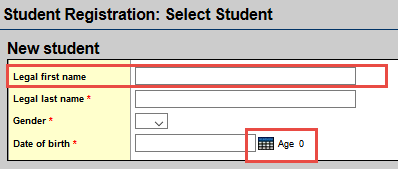 Student Registration: Select Student
New student
Legal first name
Legal last name *
Gender *
Date of birth * Age 0